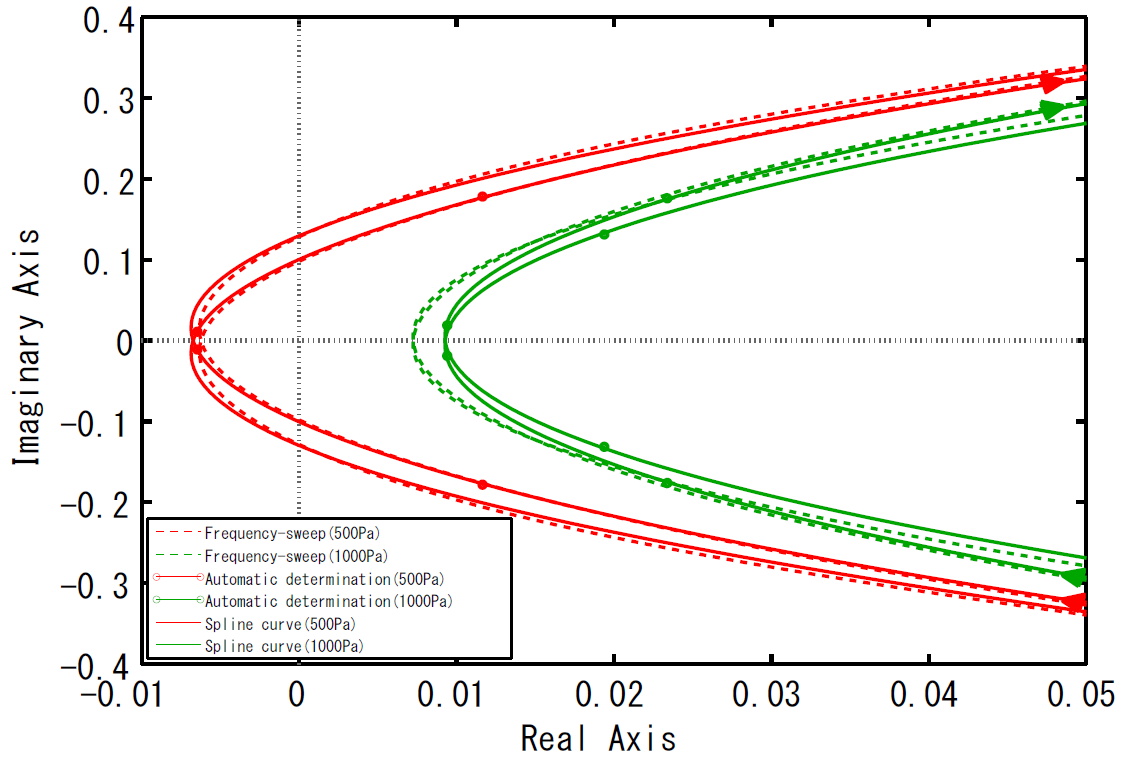 0.4
0.3
0.2
0.1
0
-0.1
-0.2
-0.3
-0.4
Imaginary Axis
Frequency-sweep(500Pa)
Frequency-sweep(1000Pa)
Automatic determination(500Pa)
Automatic determination(1000Pa)
Spline curve(500Pa)
Spline curve(1000Pa)
-0.01 0 0.01 0.02 0.03 0.04 0.05
Real Axis